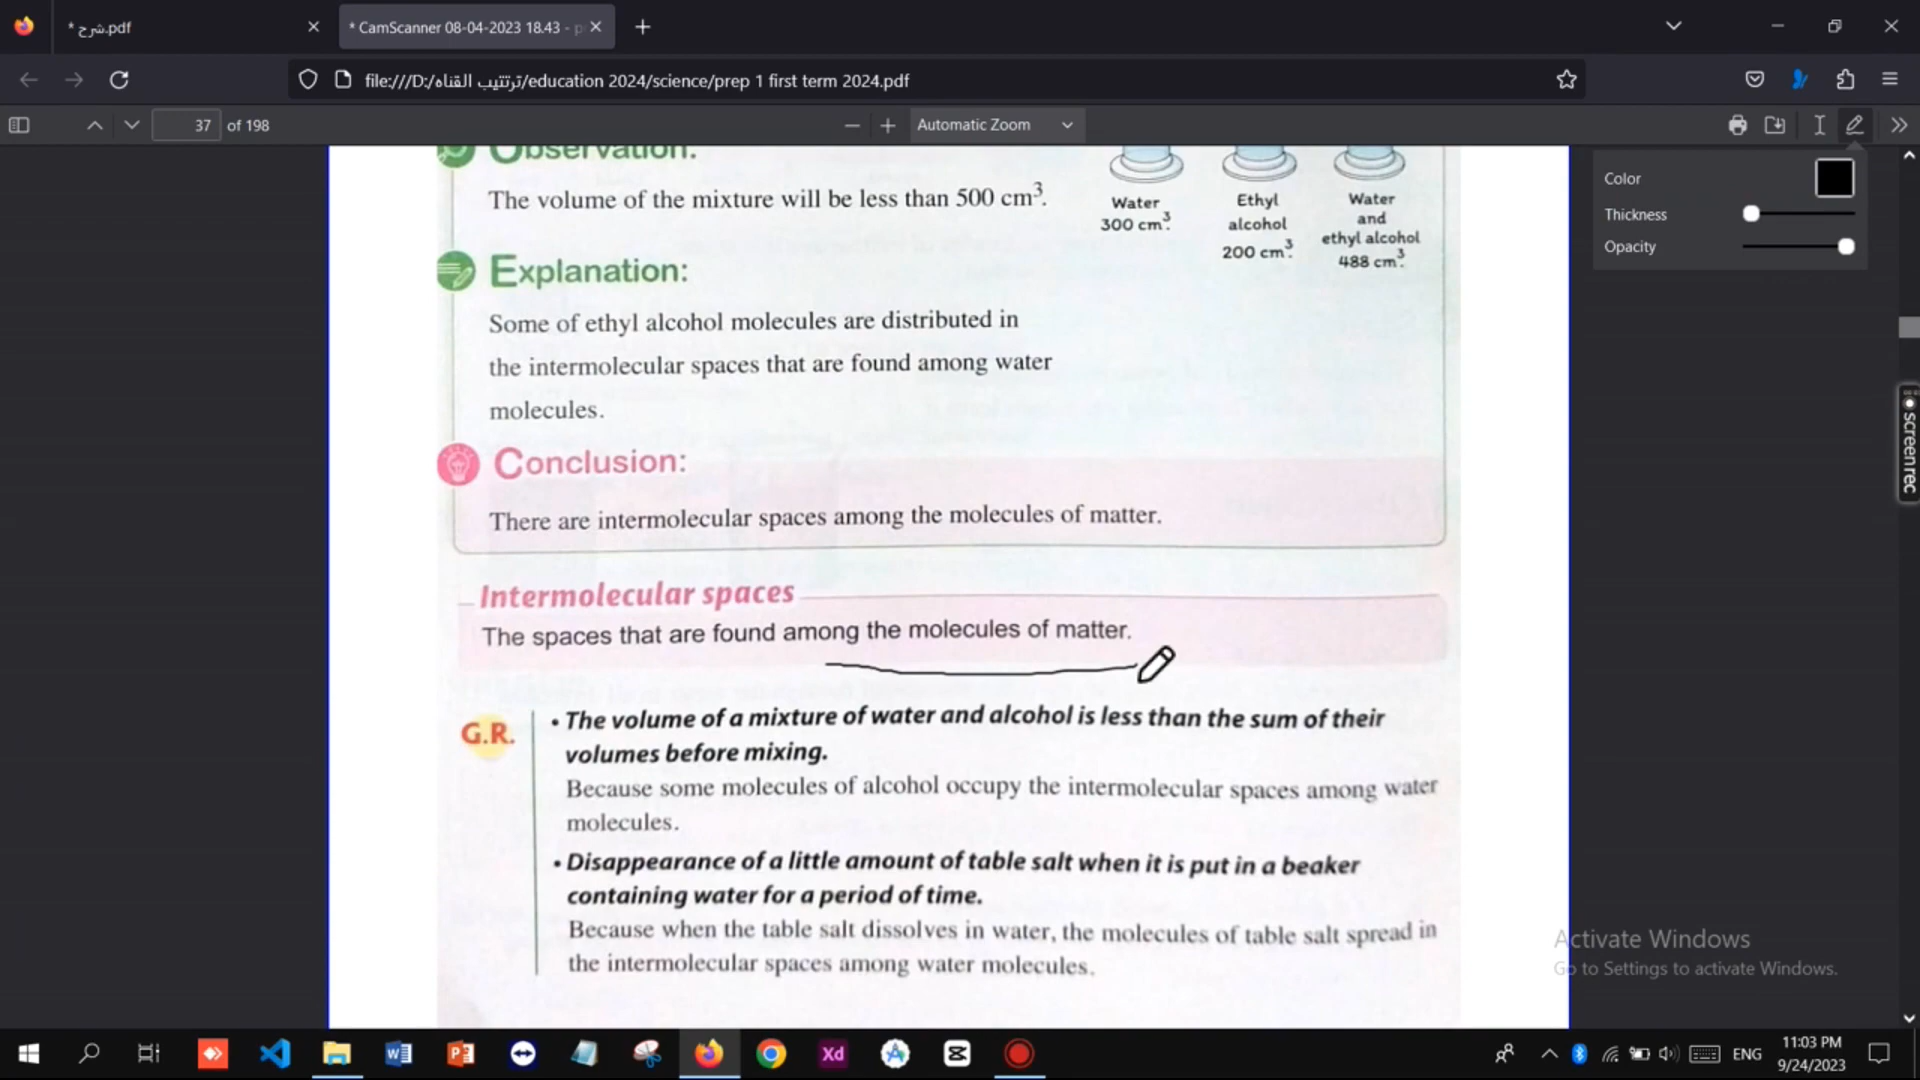 * شرح.pdf
* CamScanner 08-04-2023 18.43 - p
file:///D:/ترتتيب القناه/education 2024/science/prep 1 first term 2024.pdf
37 of 198
Automatic Zoom
Color
Thickness
Opacity
Observation:
The volume of the mixture will be less than 500 cm³.
Water
300 cm³.
Ethyl
alcohol
200 cm³.
Water
and
ethyl alcohol
488 cm³.
Explanation:
Some of ethyl alcohol molecules are distributed in
the intermolecular spaces that are found among water
molecules.
Conclusion:
There are intermolecular spaces among the molecules of matter.
Intermolecular spaces
The spaces that are found among the molecules of matter.
G.R.
• The volume of a mixture of water and alcohol is less than the sum of their
volumes before mixing.
Because some molecules of alcohol occupy the intermolecular spaces among water
molecules.
• Disappearance of a little amount of table salt when it is put in a beaker
containing water for a period of time.
Because when the table salt dissolves in water, the molecules of table salt spread in
the intermolecular spaces among water molecules.
screenrec
Activate Windows
Go to Settings to activate Windows.
Xd
ENG
11:03 PM
9/24/2023